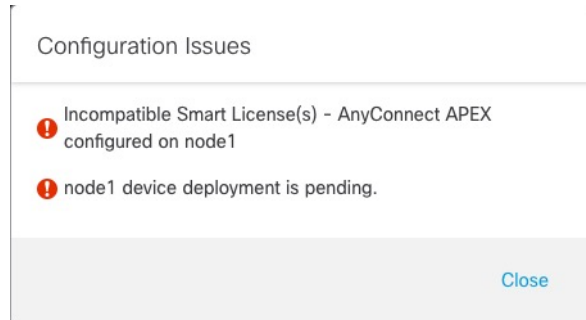 Configuration Issues
Incompatible Smart License(s) - AnyConnect APEX
configured on node1
node1 device deployment is pending.
Close